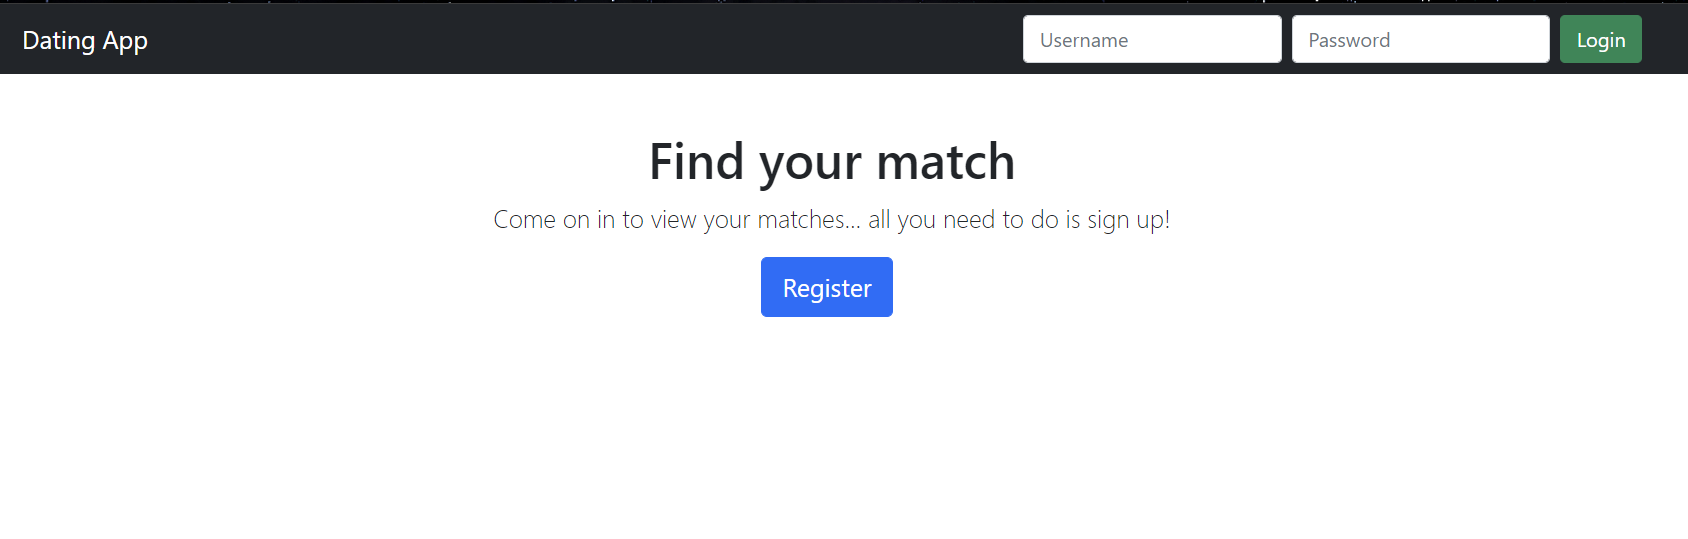 Dating App
Username
Password
Login
Find your match
Come on in to view your matches... all you need to do is sign up!
Register